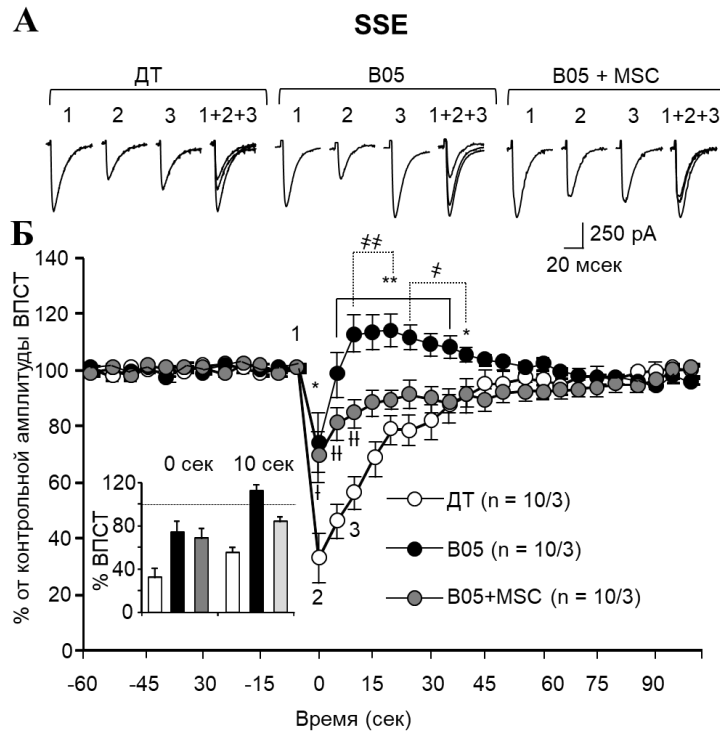 А
SSE
ДТ B05 B05 + MSC
1 2 3 1+2+3 1 2 3 1+2+3 1 2 3 1+2+3
250 pA
20 мсек
Б
% от контрольной амплитуды ВПСТ
140
120
100
80
60
40
20
0
1
*
ǂǂ
**
ǂ
*
ƚ
ƚƚ ƚƚ
3
2
0 сек 10 сек
% ВПСТ
120
80
40
0
ДТ (n = 10/3)
B05 (n = 10/3)
B05+MSC (n = 10/3)
-60 -45 -30 -15 0 15 30 45 60 75 90
Время (сек)